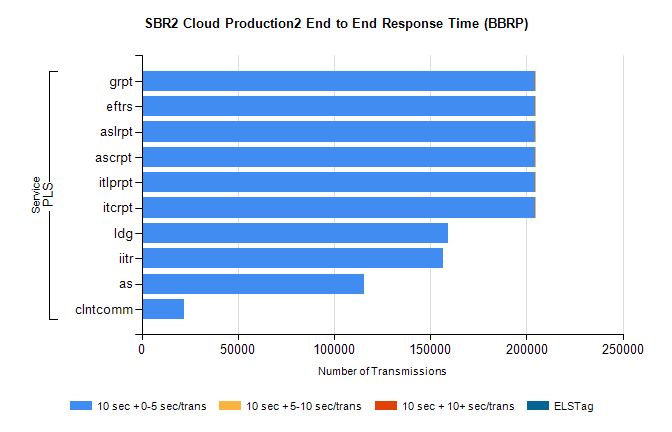 SBR2 Cloud Production2 End to End Response Time (BBRP)
Service
PLS
grpt
eftrs
aslrpt
ascrpt
itlprpt
itcrpt
ldg
iitr
as
clntcomm
0 50000 100000 150000 200000 250000
Number of Transmissions
10 sec +0-5 sec/trans 10 sec +5-10 sec/trans 10 sec + 10+ sec/trans ELSTag